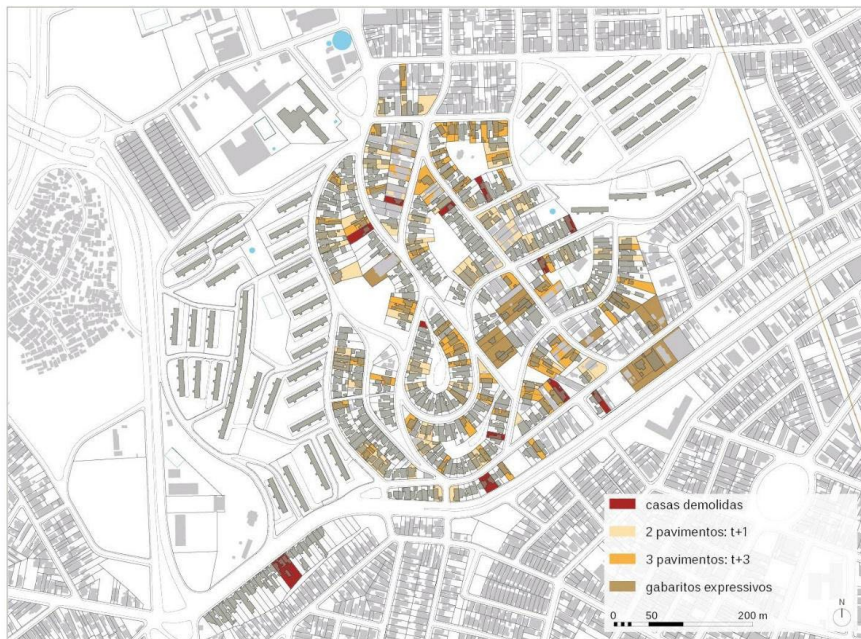 casas demolidas
2 pavimentos: t+1
3 pavimentos: t+3
gabaritos expressivos
0 50 200 m
N